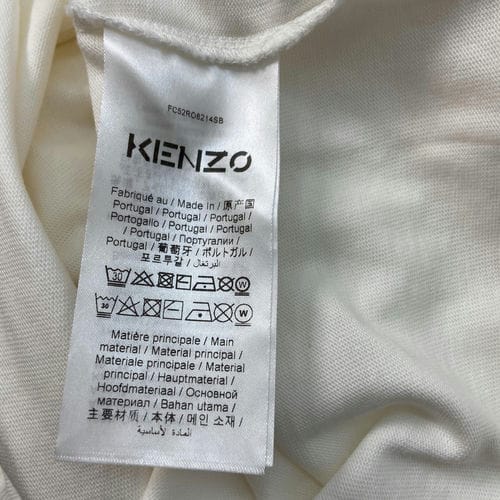 FC52RO6214SB
KENZO
Fabriqué au / Made in / 原产国
Portugal / Portugal / Portugal /
Portogallo / Portugal / Portugal
/ Portugal / Португалии /
Portugal / 葡萄牙 / ポルトガル /
포르투갈 / البرتغال
30 W
30 W
Matière principale / Main
material / Material principal /
Materiale principale / Material
principal / Hauptmaterial /
Hoofdmateriaal / Основной
материал / Bahan utama /
主要材质 / 本体 / 메인 소재 /
المادة الأساسية